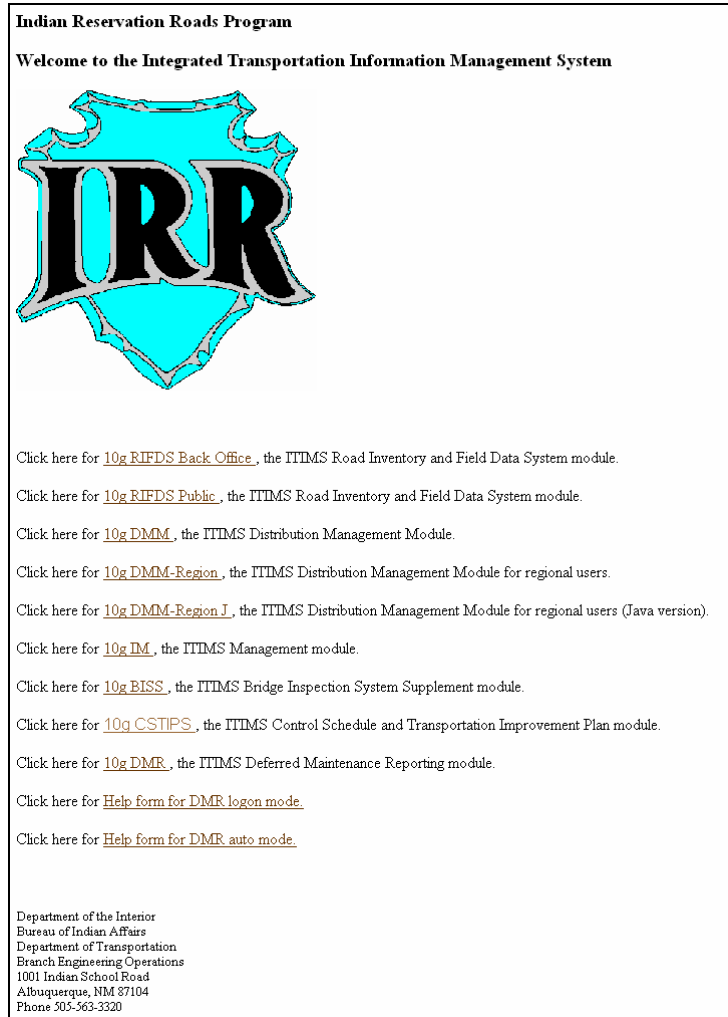 Indian Reservation Roads Program
Welcome to the Integrated Transportation Information Management System
IRR
Click here for 10g RIFDS Back Office , the ITIMS Road Inventory and Field Data System module.
Click here for 10g RIFDS Public , the ITIMS Road Inventory and Field Data System module.
Click here for 10g DMM , the ITIMS Distribution Management Module.
Click here for 10g DMM-Region , the ITIMS Distribution Management Module for regional users.
Click here for 10g DMM-Region J , the ITIMS Distribution Management Module for regional users (Java version).
Click here for 10g IM , the ITIMS Management module.
Click here for 10g BISS , the ITIMS Bridge Inspection System Supplement module.
Click here for 10g CSTIPS , the ITIMS Control Schedule and Transportation Improvement Plan module.
Click here for 10g DMR , the ITIMS Deferred Maintenance Reporting module.
Click here for Help form for DMR logon mode.
Click here for Help form for DMR auto mode.
Department of the Interior
Bureau of Indian Affairs
Department of Transportation
Branch Engineering Operations
1001 Indian School Road
Albuquerque, NM 87104
Phone 505-563-3320